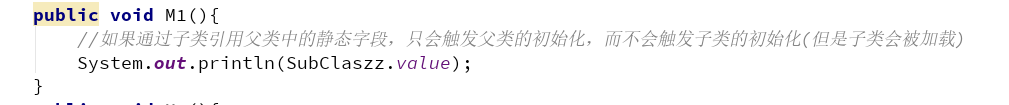 public void M1(){
//如果通过子类引用父类中的静态字段，只会触发父类的初始化，而不会触发子类的初始化(但是子类会被加载)
System.out.println(SubClaszz.value);
}